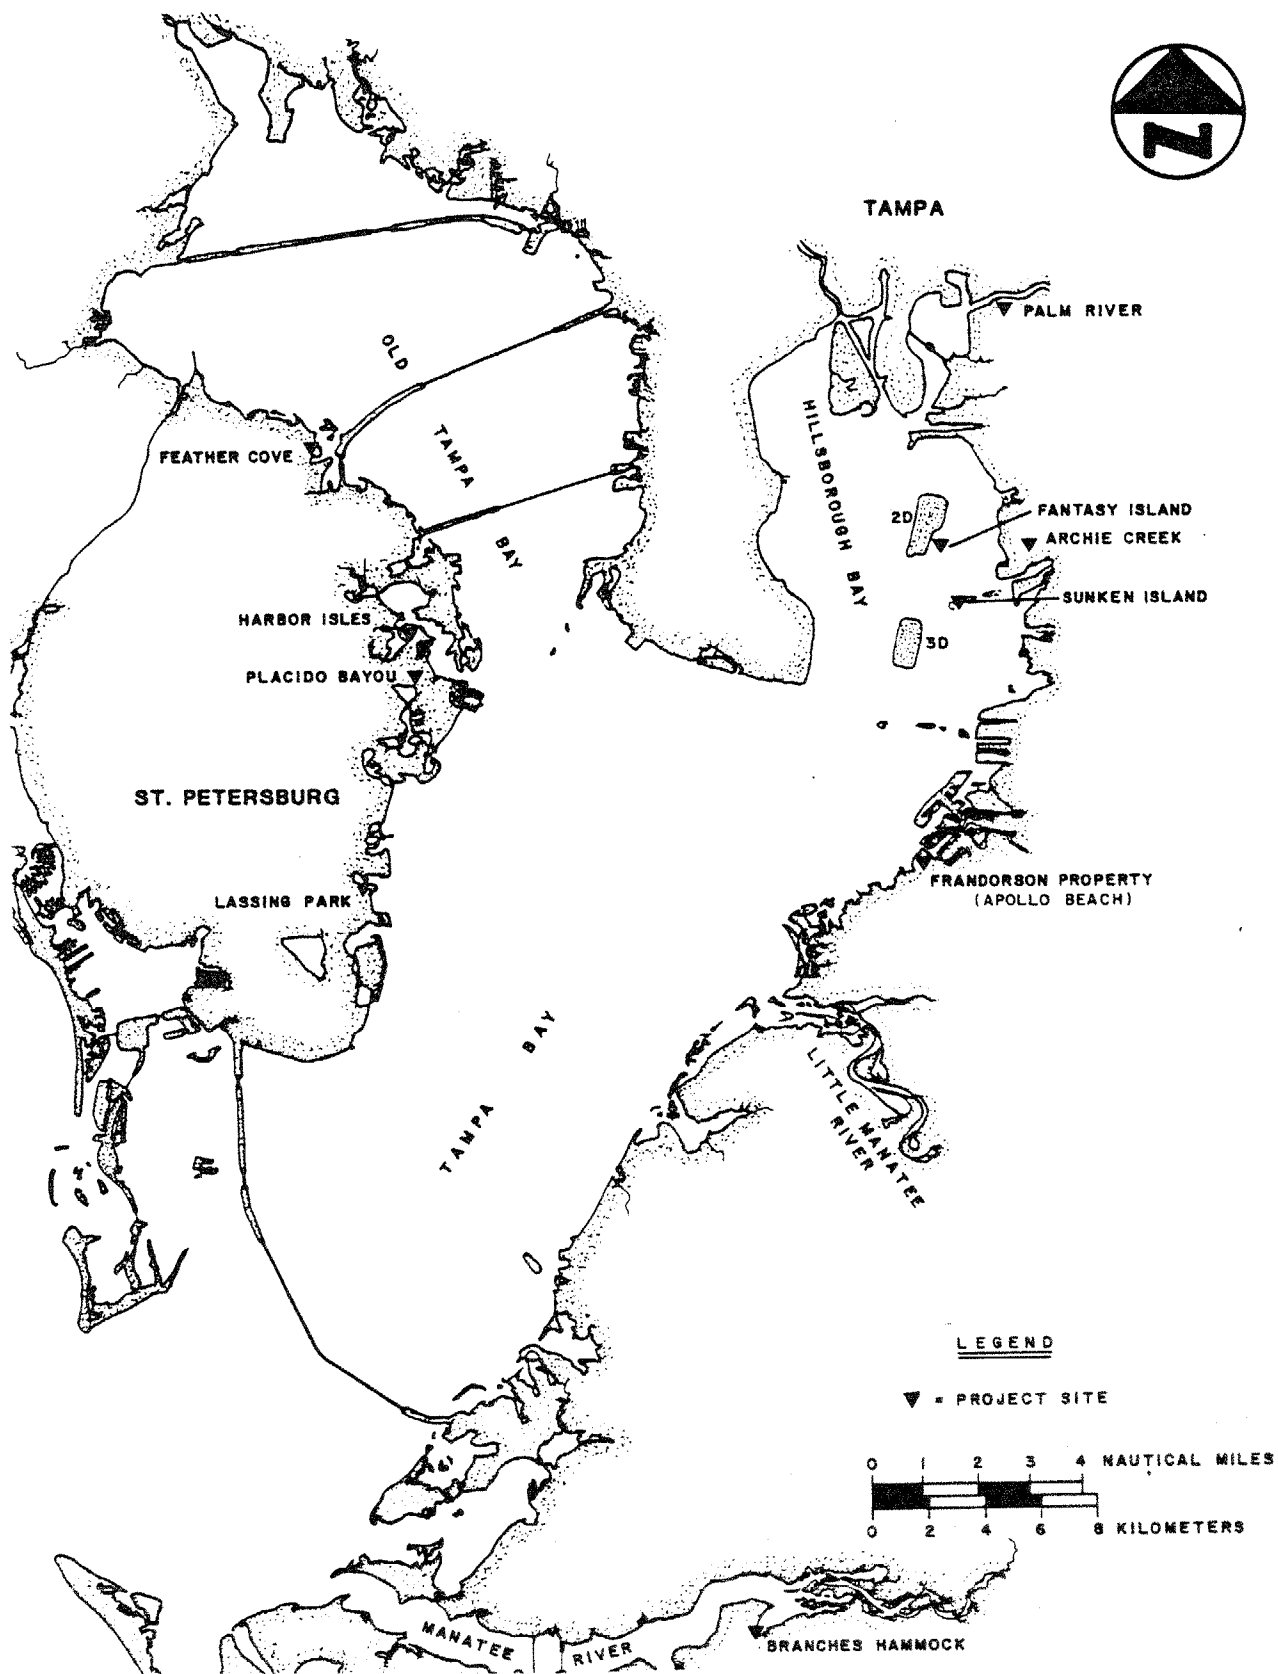 N
TAMPA
PALM RIVER
OLD
TAMPA
BAY
HILLSBOROUGH BAY
FEATHER COVE
2D
FANTASY ISLAND
ARCHIE CREEK
SUNKEN ISLAND
HARBOR ISLES
3D
PLACIDO BAYOU
ST. PETERSBURG
FRANDORSON PROPERTY
(APOLLO BEACH)
LASSING PARK
TAMPA BAY
LITTLE MANATEE
RIVER
LEGEND
▼ = PROJECT SITE
0 1 2 3 4 NAUTICAL MILES
0 2 4 6 8 KILOMETERS
MANATEE RIVER
BRANCHES HAMMOCK